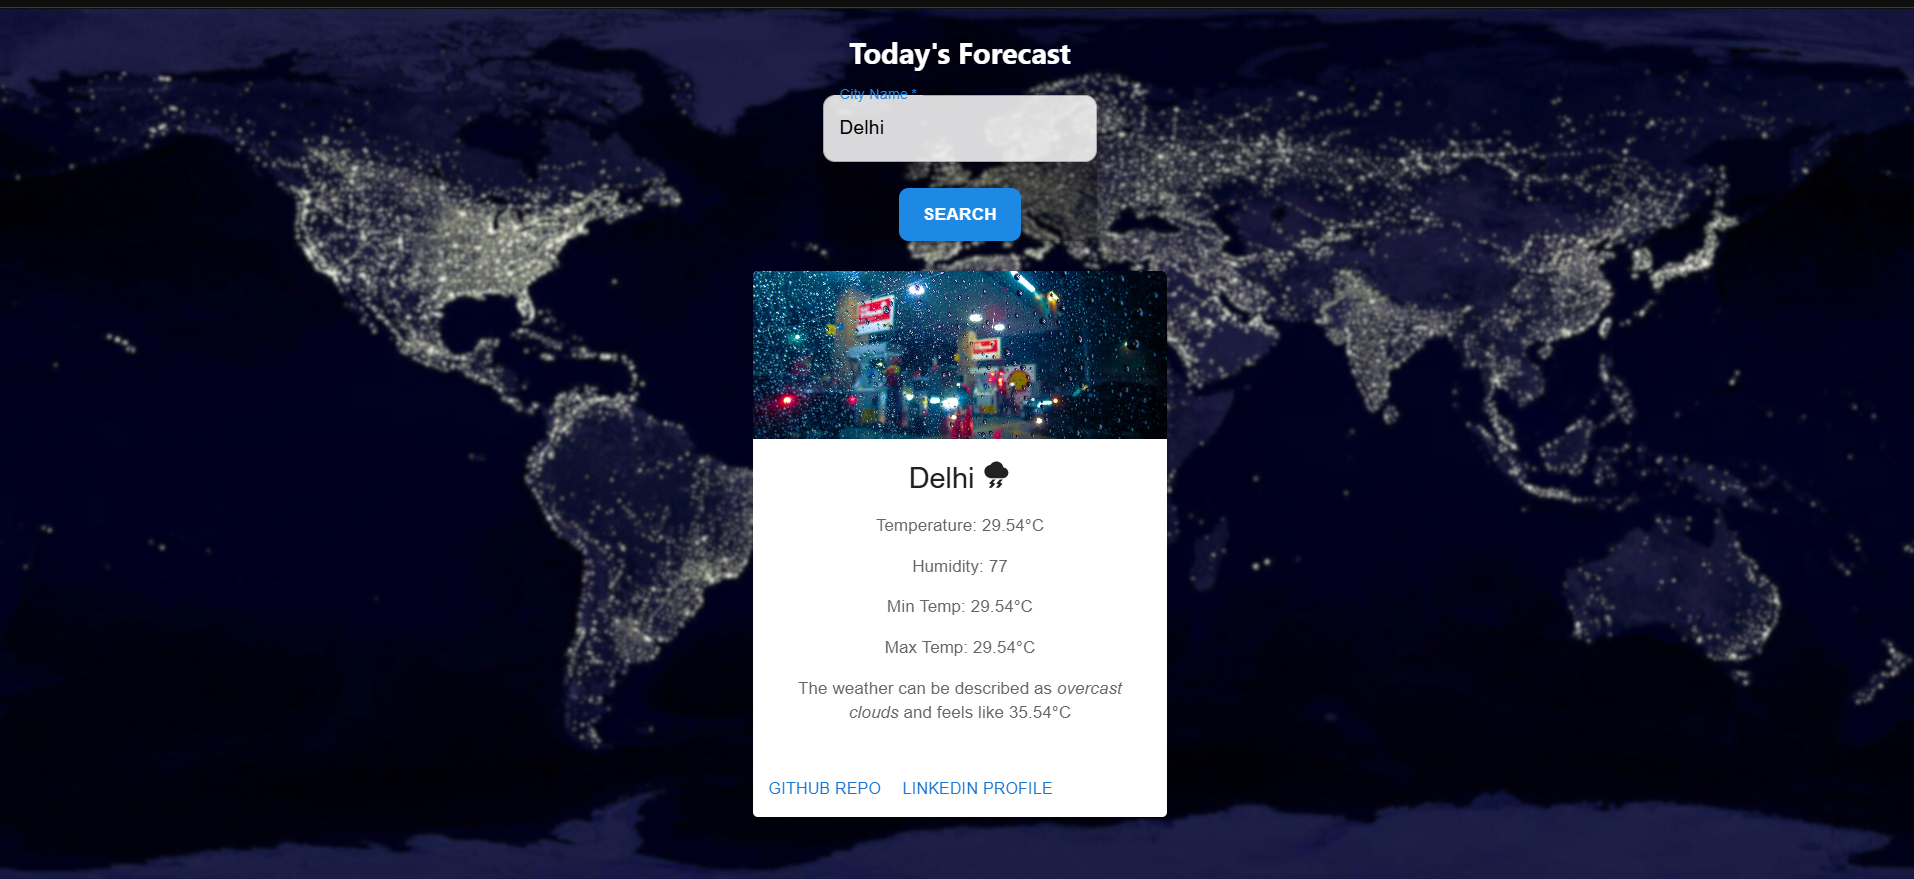 Today's Forecast
City Name *
Delhi
SEARCH
Delhi
Temperature: 29.54°C
Humidity: 77
Min Temp: 29.54°C
Max Temp: 29.54°C
The weather can be described as overcast
clouds and feels like 35.54°C
GITHUB REPO LINKEDIN PROFILE